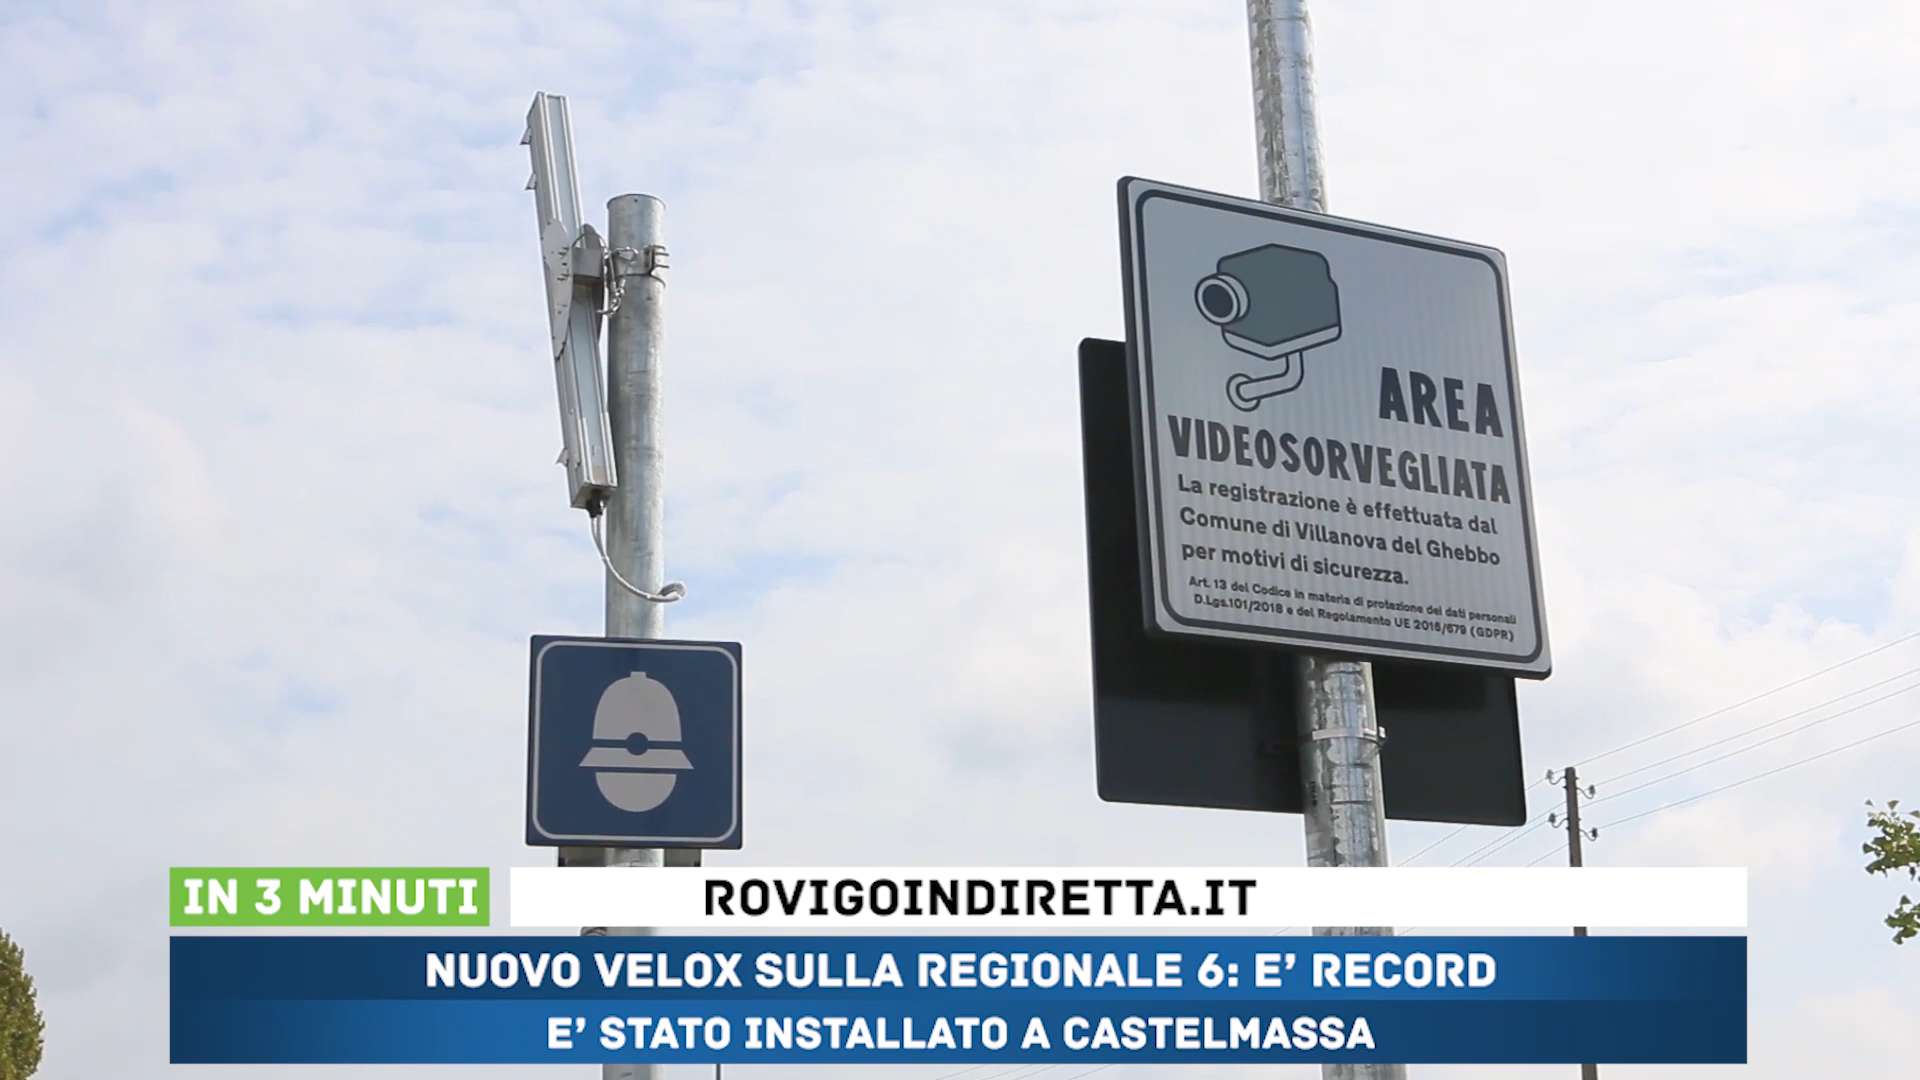 AREA
VIDEOSORVEGLIATA
La registrazione è effettuata dal
Comune di Villanova del Ghebbo
per motivi di sicurezza.
Art. 13 del Codice in materia di protezione dei dati personali
D.Lgs.101/2018 e del Regolamento UE 2016/679 (GDPR)
IN 3 MINUTI
ROVIGOINDIRETTA.IT
NUOVO VELOX SULLA REGIONALE 6: E' RECORD
E' STATO INSTALLATO A CASTELMASSA